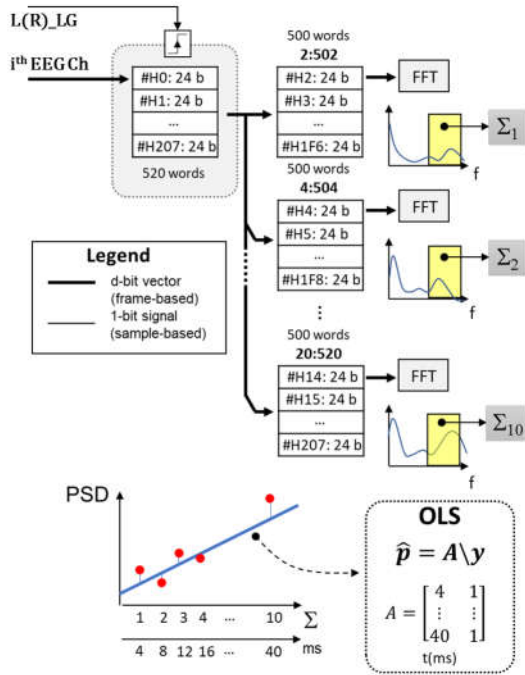 L(R)_LG
iᵗʰ EEG Ch
#H0: 24 b
#H1: 24 b
...
#H207: 24 b
520 words
500 words
2:502
#H2: 24 b
#H3: 24 b
...
#H1F6: 24 b
FFT
Σ₁
f
500 words
4:504
#H4: 24 b
#H5: 24 b
...
#H1F8: 24 b
FFT
Σ₂
f
⋮
500 words
20:520
#H14: 24 b
#H15: 24 b
...
#H207: 24 b
FFT
Σ₁₀
f
Legend
d-bit vector
(frame-based)
1-bit signal
(sample-based)
PSD
1 2 3 4 ... 10 Σ
4 8 12 16 ... 40 ms
OLS
p̂ = A\y
A = [4 1
⋮ ⋮
40 1]
t(ms)